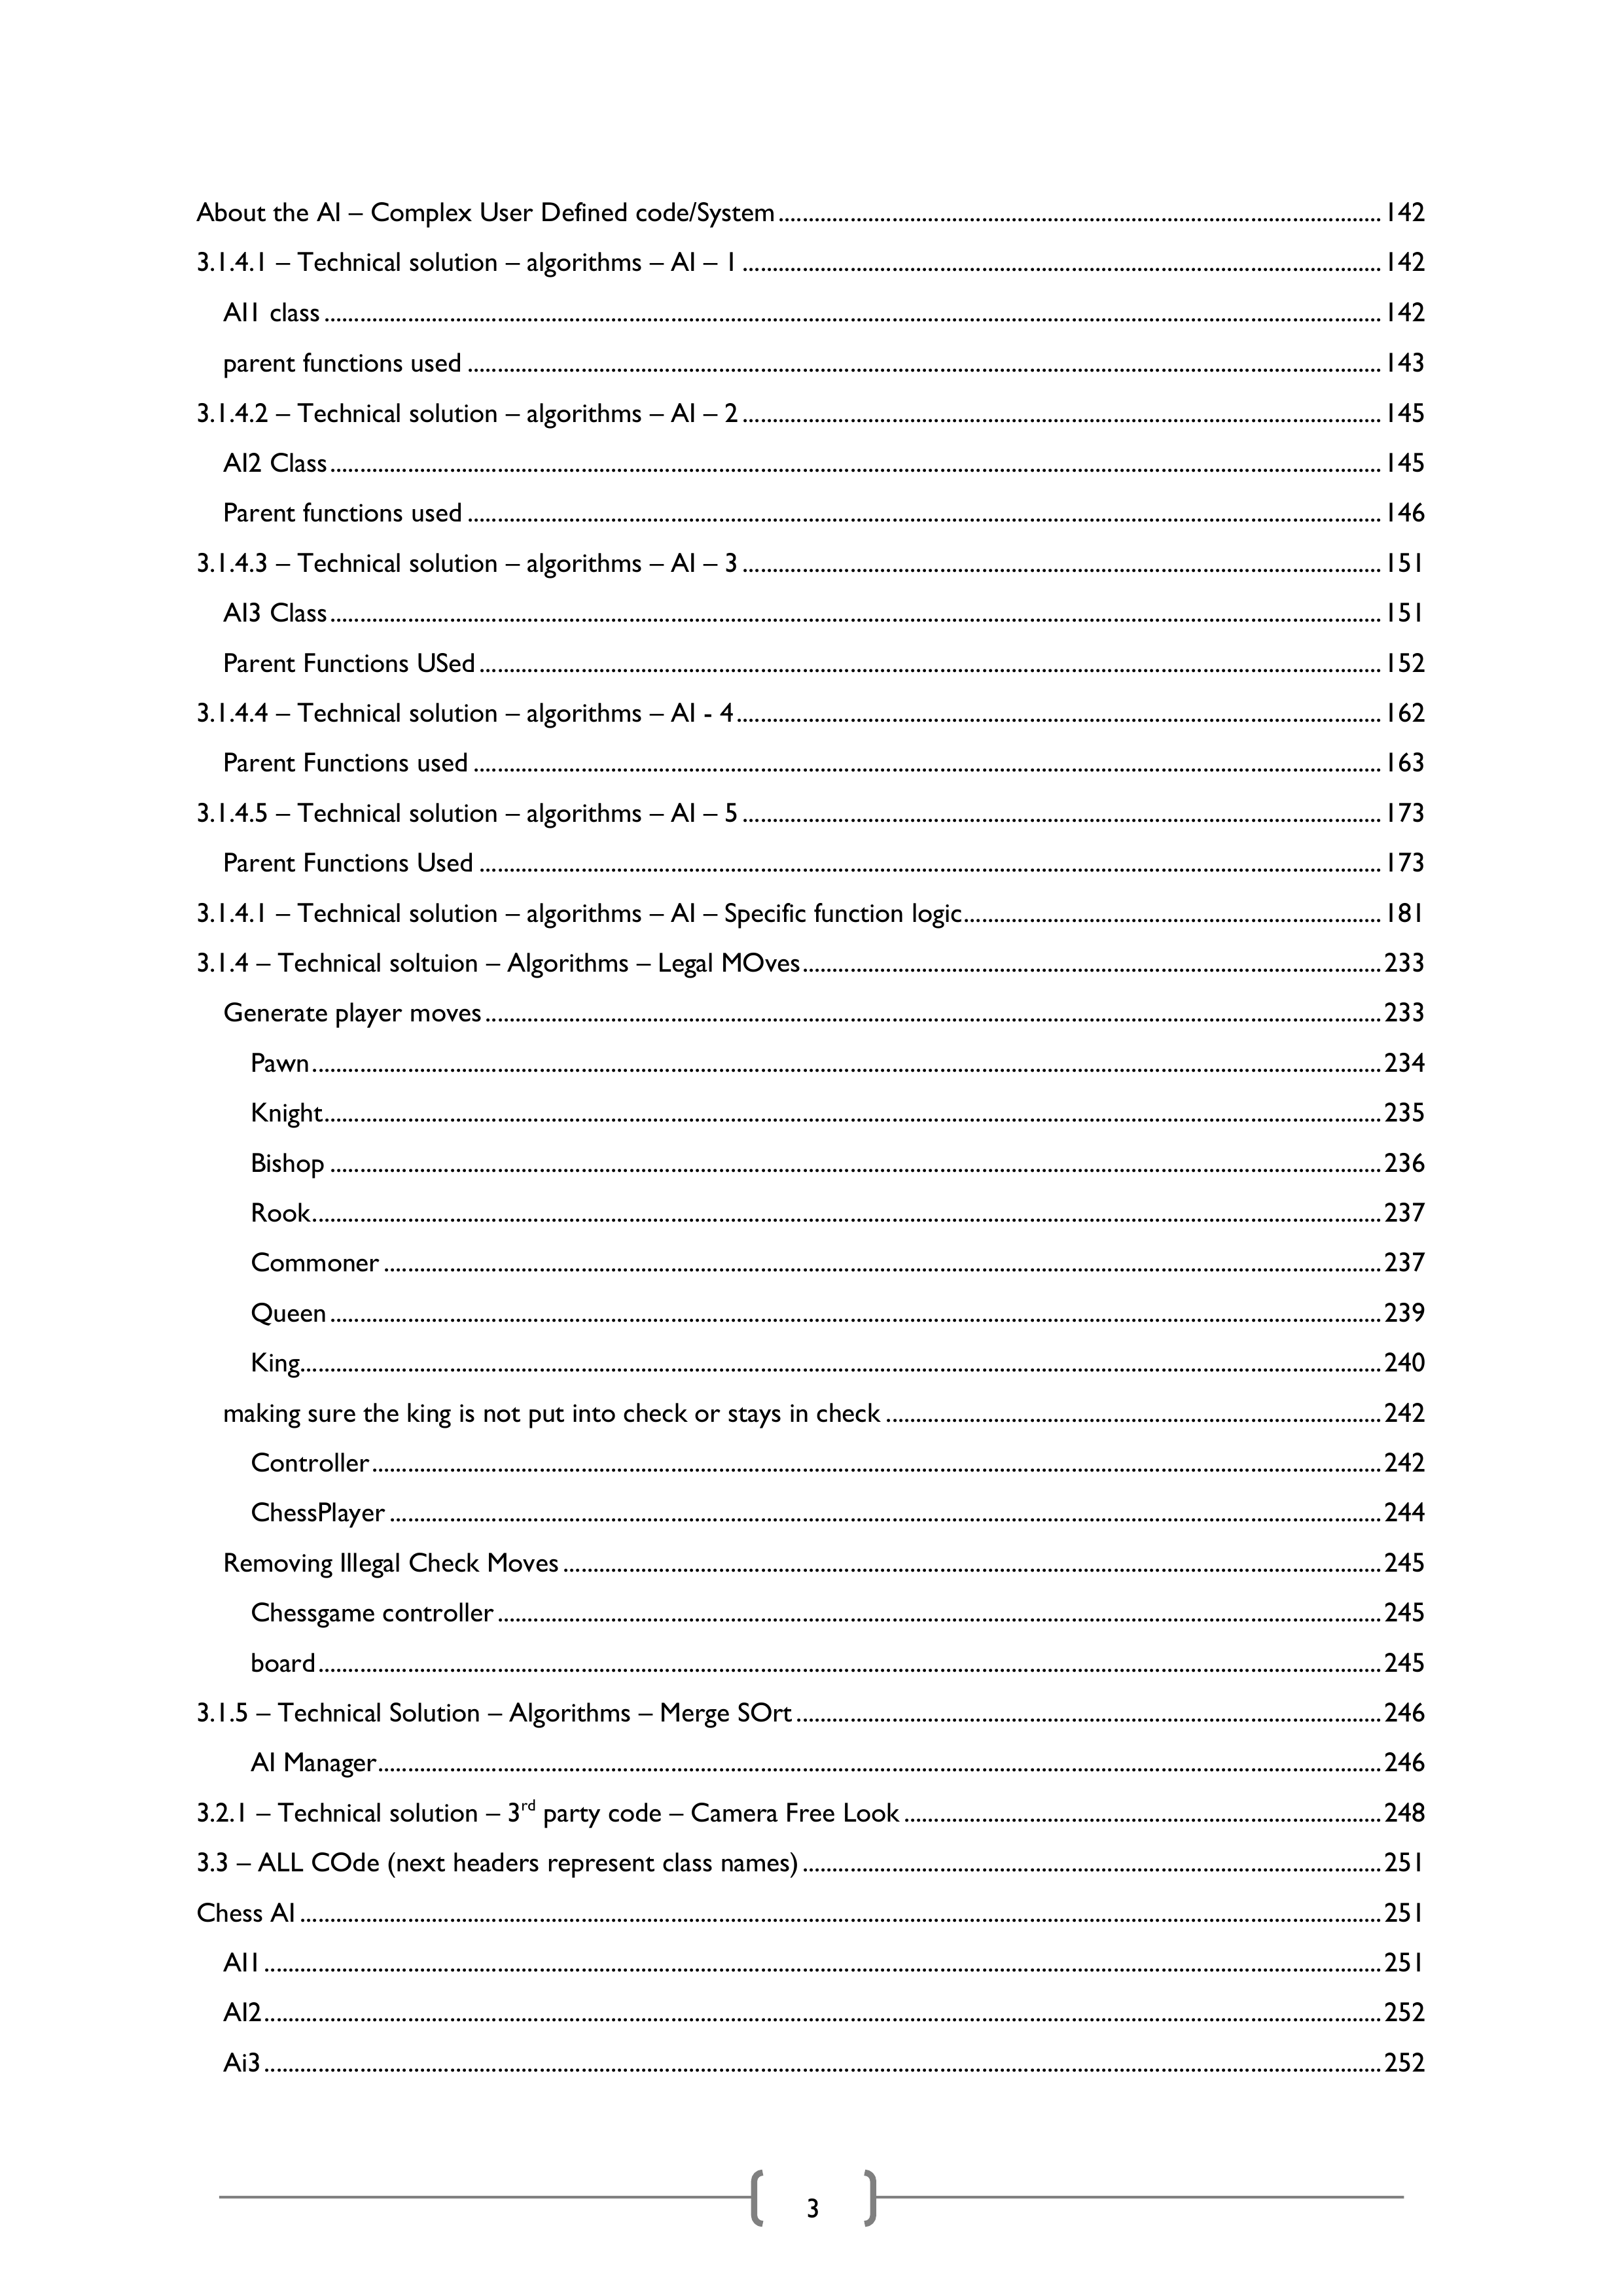 About the AI – Complex User Defined code/System 142
3.1.4.1 – Technical solution – algorithms – AI – 1 142
AI1 class 142
parent functions used 143
3.1.4.2 – Technical solution – algorithms – AI – 2 145
AI2 Class 145
Parent functions used 146
3.1.4.3 – Technical solution – algorithms – AI – 3 151
AI3 Class 151
Parent Functions USed 152
3.1.4.4 – Technical solution – algorithms – AI - 4 162
Parent Functions used 163
3.1.4.5 – Technical solution – algorithms – AI – 5 173
Parent Functions Used 173
3.1.4.1 – Technical solution – algorithms – AI – Specific function logic 181
3.1.4 – Technical soltuion – Algorithms – Legal MOves 233
Generate player moves 233
Pawn 234
Knight 235
Bishop 236
Rook 237
Commoner 237
Queen 239
King 240
making sure the king is not put into check or stays in check 242
Controller 242
ChessPlayer 244
Removing Illegal Check Moves 245
Chessgame controller 245
board 245
3.1.5 – Technical Solution – Algorithms – Merge SOrt 246
AI Manager 246
3.2.1 – Technical solution – 3rd party code – Camera Free Look 248
3.3 – ALL COde (next headers represent class names) 251
Chess AI 251
AI1 251
AI2 252
Ai3 252
3